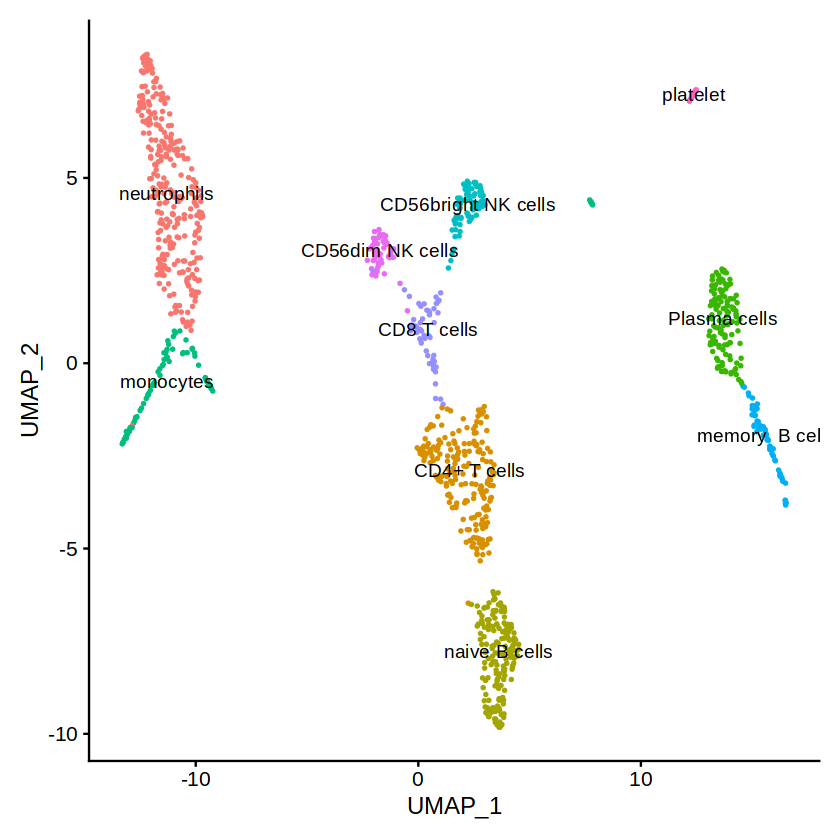 platelet
neutrophils
CD56bright NK cells
CD56dim NK cells
Plasma cells
CD8 T cells
monocytes
memory B cel
CD4+ T cells
naive B cells
5
0
-5
-10
UMAP_2
-10
0
10
UMAP_1